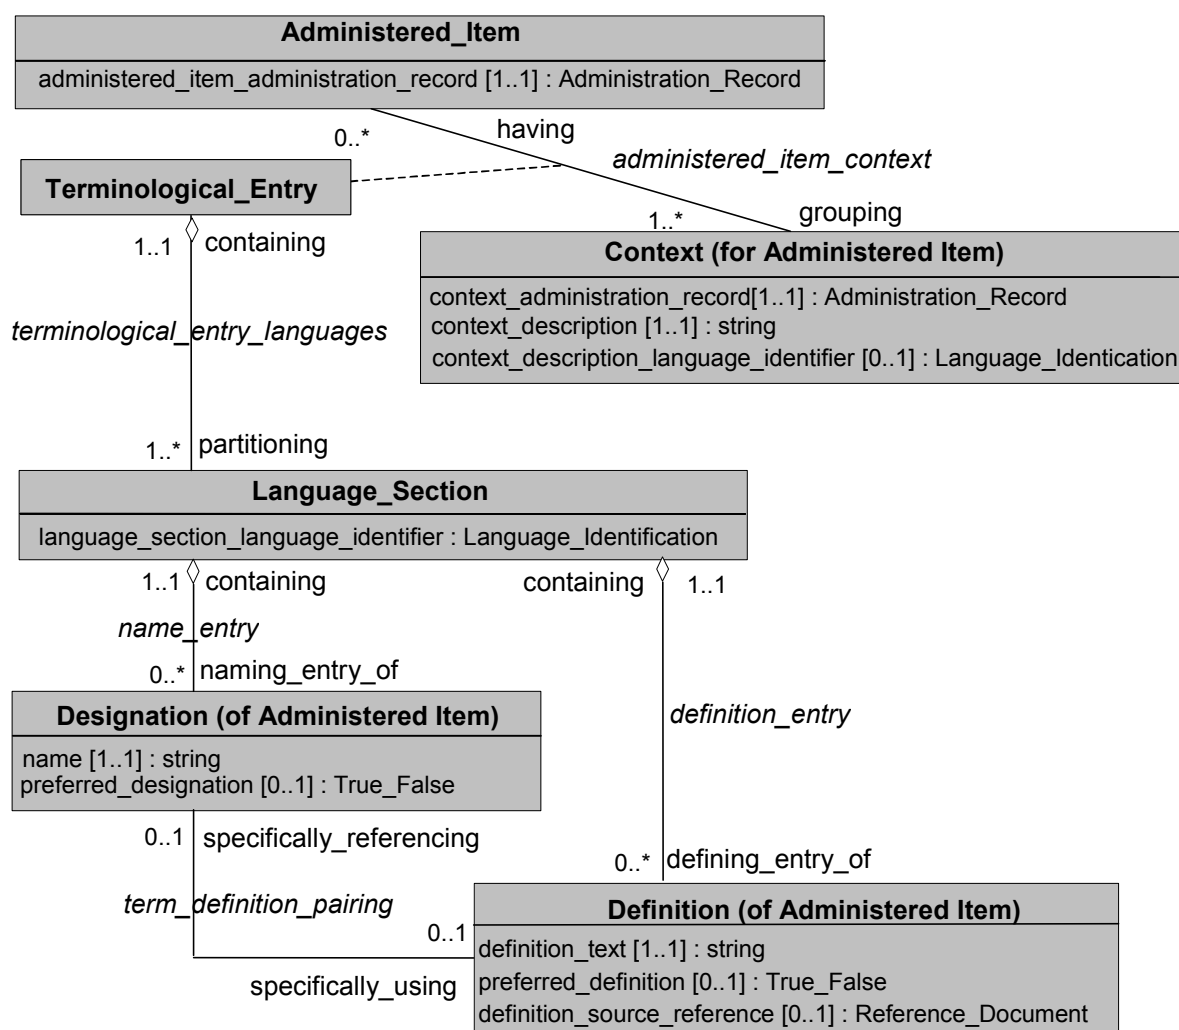 Administered_Item
administered_item_administration_record [1..1] : Administration_Record
0..*
having
administered_item_context
Terminological_Entry
1..*
grouping
1..1
containing
Context (for Administered Item)
context_administration_record[1..1] : Administration_Record
context_description [1..1] : string
context_description_language_identifier [0..1] : Language_Identication
terminological_entry_languages
1..*
partitioning
Language_Section
language_section_language_identifier : Language_Identification
1..1
containing
containing
1..1
name_entry
0..*
naming_entry_of
Designation (of Administered Item)
name [1..1] : string
preferred_designation [0..1] : True_False
definition_entry
0..1
specifically_referencing
0..*
defining_entry_of
term_definition_pairing
0..1
specifically_using
Definition (of Administered Item)
definition_text [1..1] : string
preferred_definition [0..1] : True_False
definition_source_reference [0..1] : Reference_Document